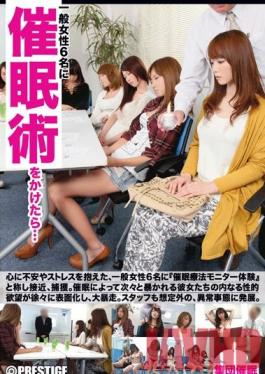 一般女性6名に
催眠術
をかけたら…
心に不安やストレスを抱えた、一般女性6名に『催眠療法モニター体験』
と称し接近、捕獲。催眠によって次々と暴かれる彼女たちの内なる性的
欲望が徐々に表面化し、大暴走。スタッフも想定外の、異常事態に発展。
PRESTIGE
集団催眠